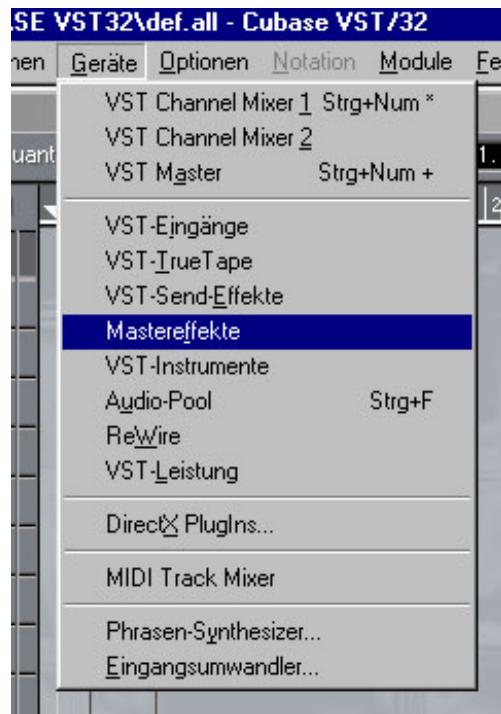 SE VST32\def.all - Cubase VST/32
nen Geräte Optionen Notation Module Fe
VST Channel Mixer 1 Strg+Num *
VST Channel Mixer 2
uant
1.
VST Master Strg+Num +
2
VST-Eingänge
VST-TrueTape
VST-Send-Effekte
Mastereffekte
VST-Instrumente
Audio-Pool Strg+F
ReWire
VST-Leistung
DirectX PlugIns...
MIDI Track Mixer
Phrasen-Synthesizer...
Eingangsumwandler...